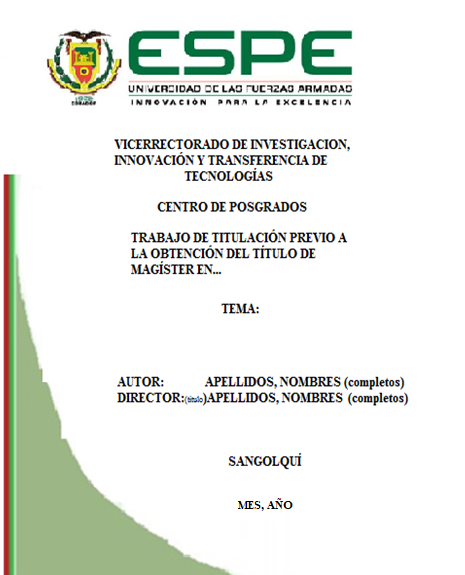 ESPE
UNIVERSIDAD DE LAS FUERZAS ARMADAS
INNOVACIÓN PARA LA EXCELENCIA
VICERRECTORADO DE INVESTIGACION,
INNOVACIÓN Y TRANSFERENCIA DE
TECNOLOGÍAS
CENTRO DE POSGRADOS
TRABAJO DE TITULACIÓN PREVIO A
LA OBTENCIÓN DEL TÍTULO DE
MAGÍSTER EN...
TEMA:
AUTOR: APELLIDOS, NOMBRES (completos)
DIRECTOR:(título)APELLIDOS, NOMBRES (completos)
SANGOLQUÍ
MES, AÑO